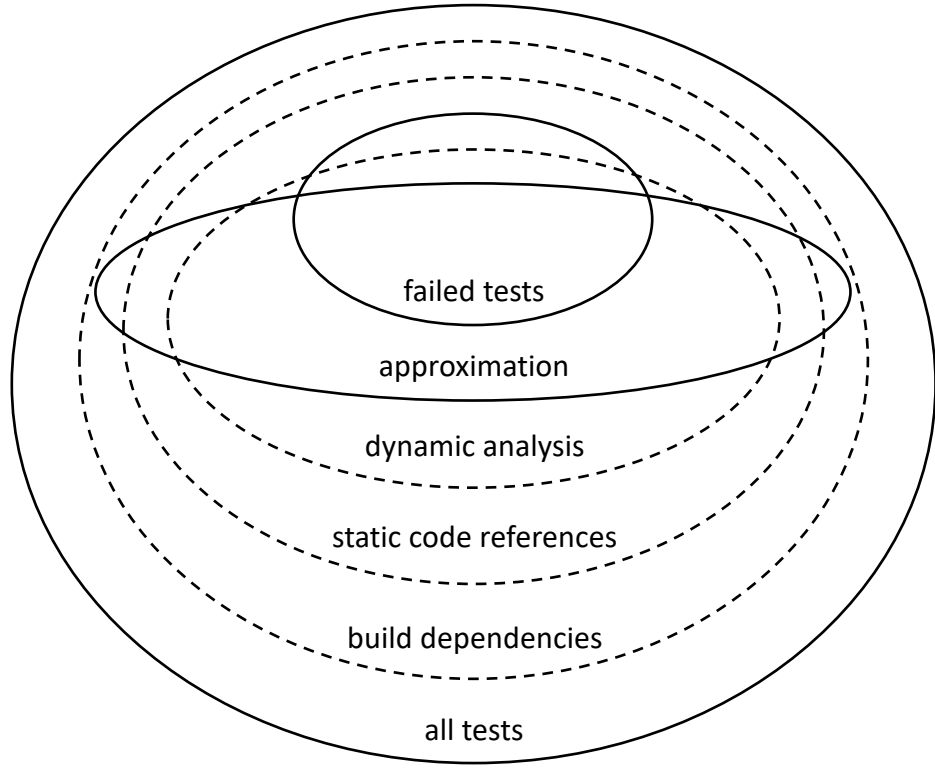 failed tests
approximation
dynamic analysis
static code references
build dependencies
all tests